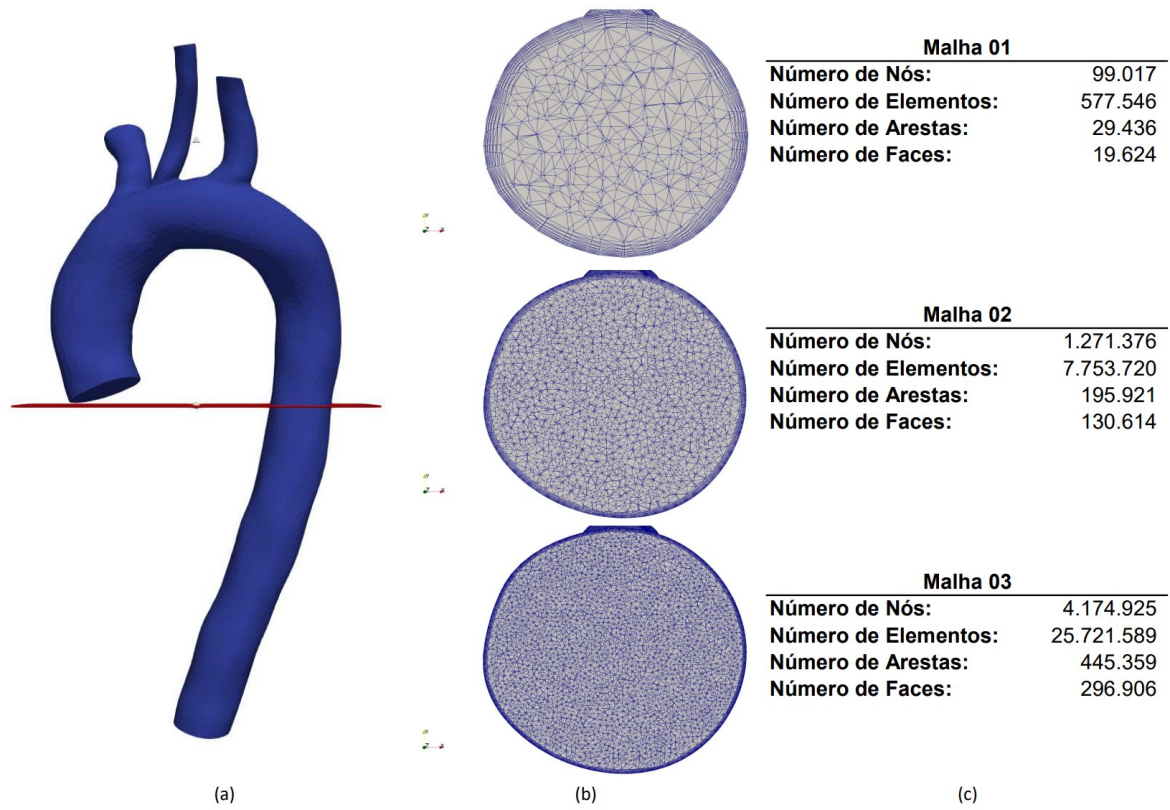 Malha 01
Número de Nós: 99.017
Número de Elementos: 577.546
Número de Arestas: 29.436
Número de Faces: 19.624
Malha 02
Número de Nós: 1.271.376
Número de Elementos: 7.753.720
Número de Arestas: 195.921
Número de Faces: 130.614
Malha 03
Número de Nós: 4.174.925
Número de Elementos: 25.721.589
Número de Arestas: 445.359
Número de Faces: 296.906
(a) (b) (c)